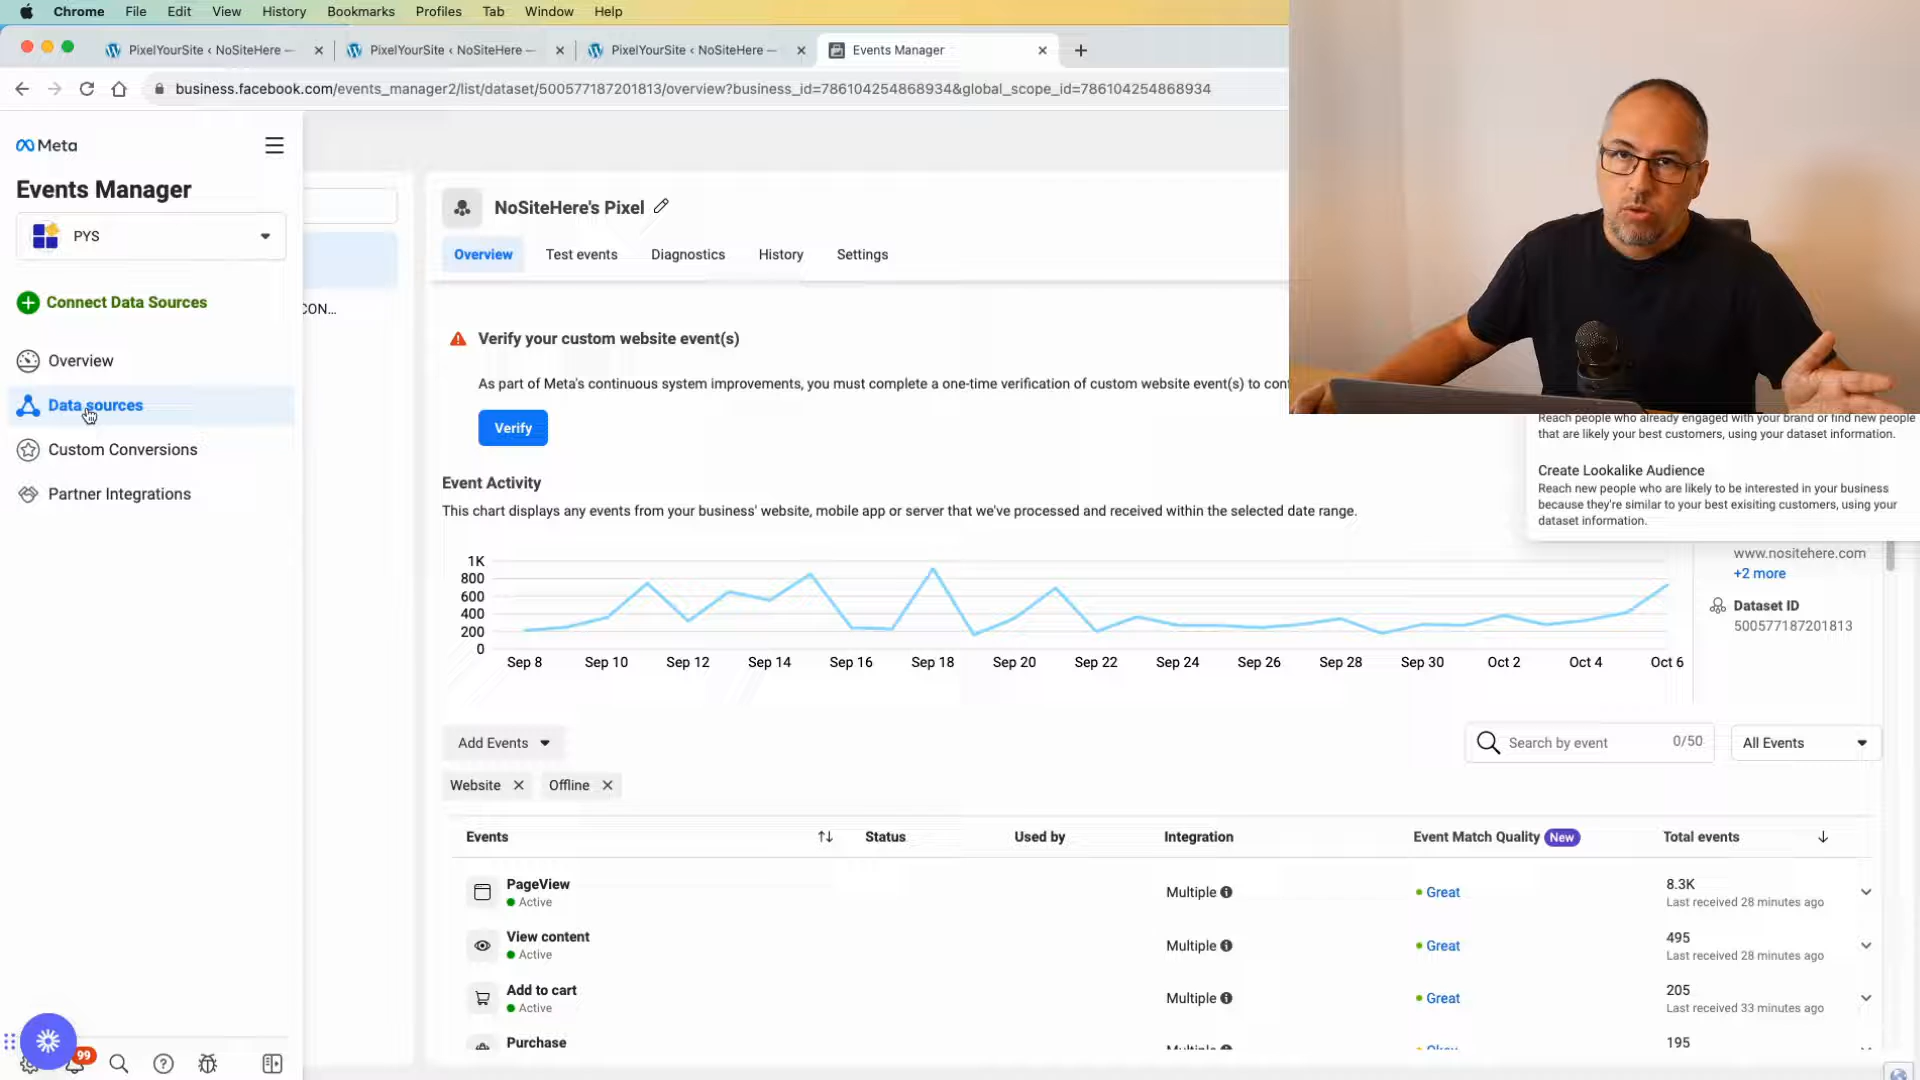 Chrome File Edit View History Bookmarks Profiles Tab Window Help
PixelYourSite ‹ NoSiteHere —
PixelYourSite ‹ NoSiteHere —
PixelYourSite ‹ NoSiteHere —
Events Manager
business.facebook.com/events_manager2/list/dataset/500577187201813/overview?business_id=786104254868934&global_scope_id=786104254868934
Meta
Events Manager
PYS
Connect Data Sources
Overview
Data sources
Custom Conversions
Partner Integrations
99
CON...
NoSiteHere's Pixel
Overview Test events Diagnostics History Settings
Verify your custom website event(s)
As part of Meta's continuous system improvements, you must complete a one-time verification of custom website event(s) to
Verify
Reach people who already engaged with your brand or find new people
that are likely your best customers, using your dataset information.
Create Lookalike Audience
Reach new people who are likely to be interested in your business
because they're similar to your best exisiting customers, using your
dataset information.
Event Activity
This chart displays any events from your business' website, mobile app or server that we've processed and received within the selected date range.
1K
800
600
400
200
0
Sep 8 Sep 10 Sep 12 Sep 14 Sep 16 Sep 18 Sep 20 Sep 22 Sep 24 Sep 26 Sep 28 Sep 30 Oct 2 Oct 4 Oct 6
www.nositehere.com
+2 more
Dataset ID
500577187201813
Add Events
Search by event 0/50
All Events
Website Offline
Events Status Used by Integration Event Match Quality New Total events
PageView Multiple Great 8.3K
Active Last received 28 minutes ago
View content Multiple Great 495
Active Last received 28 minutes ago
Add to cart Multiple Great 205
Active Last received 33 minutes ago
Purchase Multiple Okay 195